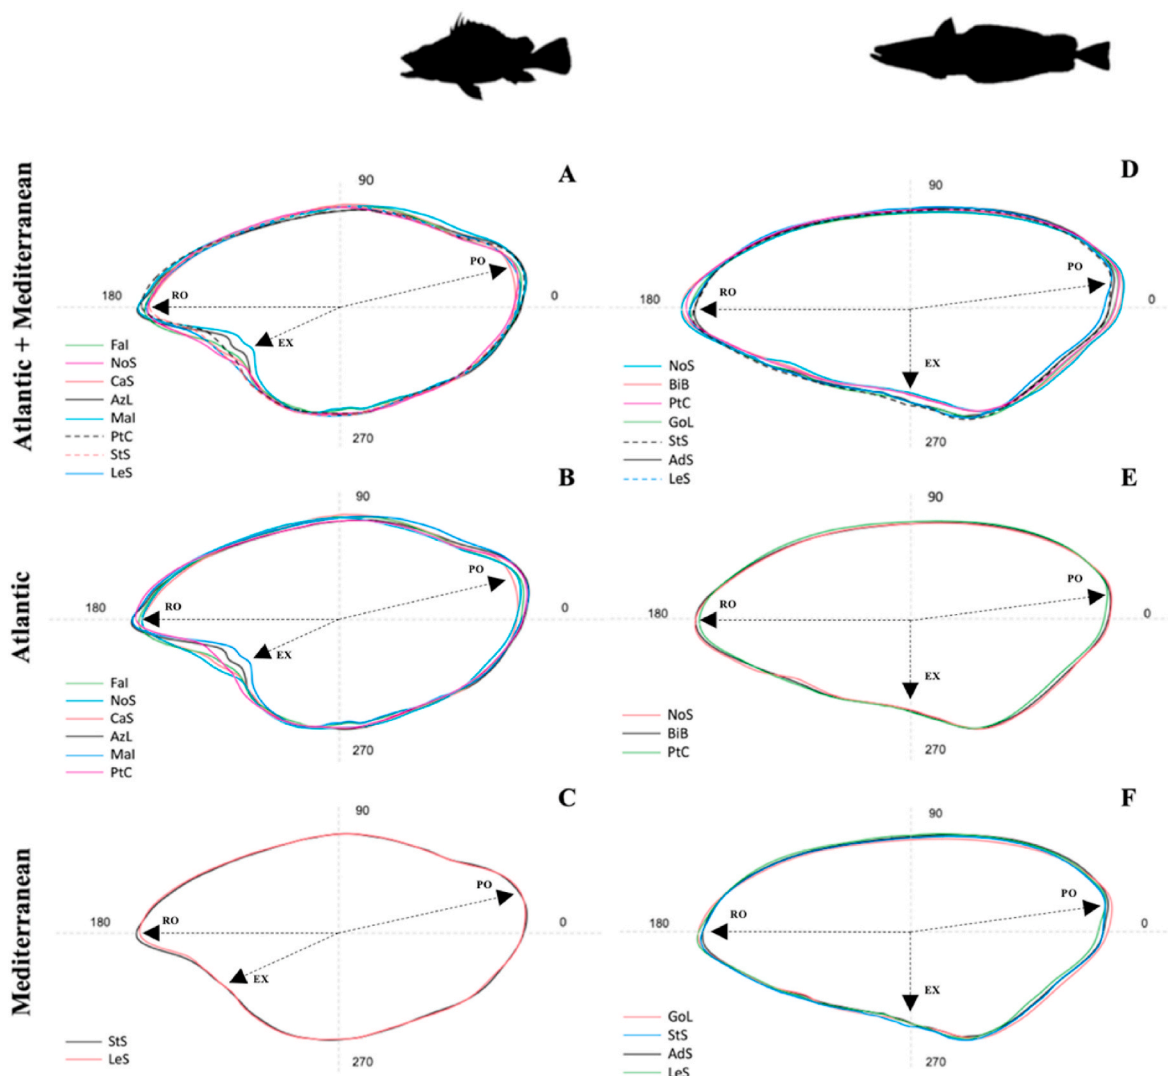 Atlantic + Mediterranean
A
90
180
0
270
RO
PO
EX
FaI
NoS
CaS
AzL
MaI
PtC
StS
LeS
D
90
180
0
270
RO
PO
EX
NoS
BiB
PtC
GoL
StS
AdS
LeS
Atlantic
B
90
180
0
270
RO
PO
EX
FaI
NoS
CaS
AzL
MaI
PtC
E
90
180
0
270
RO
PO
EX
NoS
BiB
PtC
Mediterranean
C
90
180
0
270
RO
PO
EX
StS
LeS
F
90
180
0
270
RO
PO
EX
GoL
StS
AdS
LeS